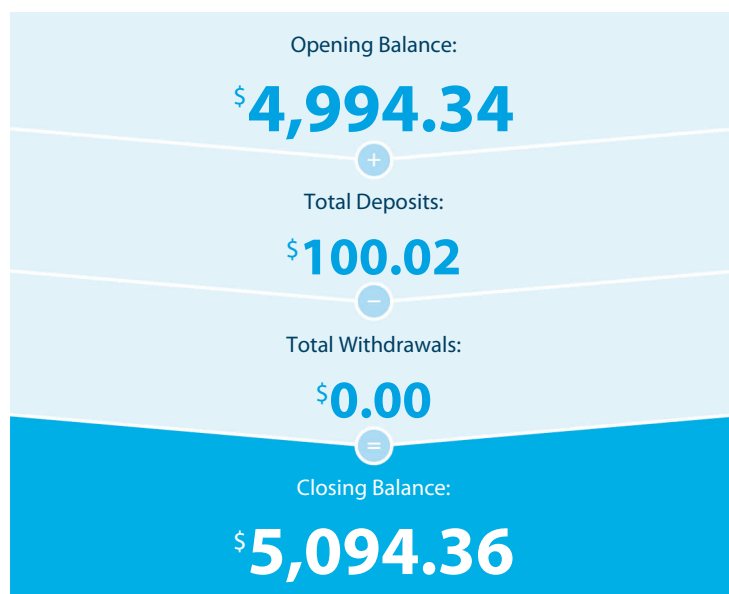 Opening Balance:
$4,994.34
+
Total Deposits:
$100.02
−
Total Withdrawals:
$0.00
=
Closing Balance:
$5,094.36